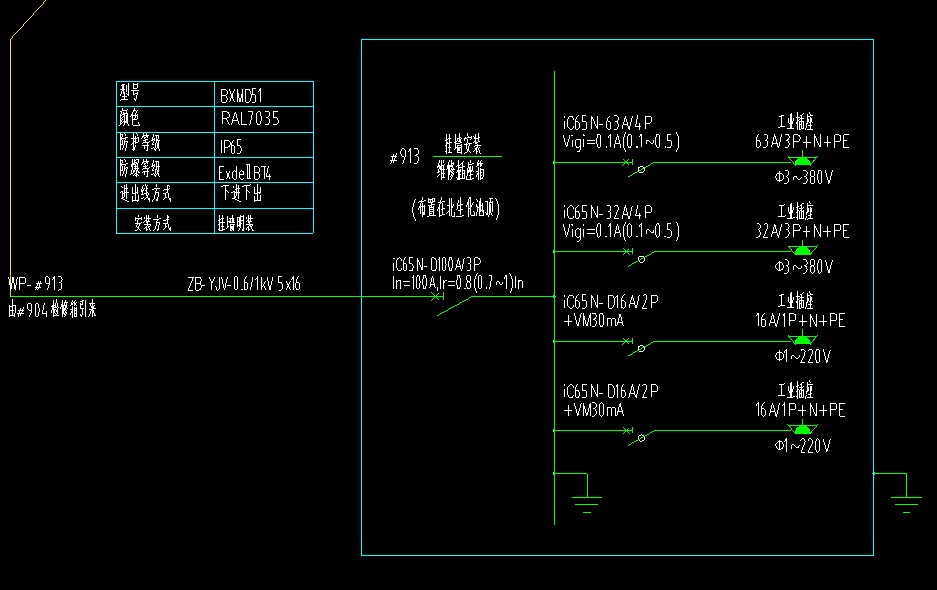 型号 BXMD51
颜色 RAL7035
防护等级 IP65
防爆等级 ExdeⅡBT4
进出线方式 下进下出
安装方式 挂墙明装
WP-#913
由#904检修箱引来
ZB-YJV-0.6/1kV 5x16
#913
挂墙安装
维修插座箱
(布置在北生化池顶)
iC65N-D100A/3P
In=100A,Ir=0.8(0.7~1)In
iC65N-63A/4P
Vigi=0.1A(0.1~0.5)
工业插座
63A/3P+N+PE
Φ3~380V
iC65N-32A/4P
Vigi=0.1A(0.1~0.5)
工业插座
32A/3P+N+PE
Φ3~380V
iC65N-D16A/2P
+VM30mA
工业插座
16A/1P+N+PE
Φ1~220V
iC65N-D16A/2P
+VM30mA
工业插座
16A/1P+N+PE
Φ1~220V